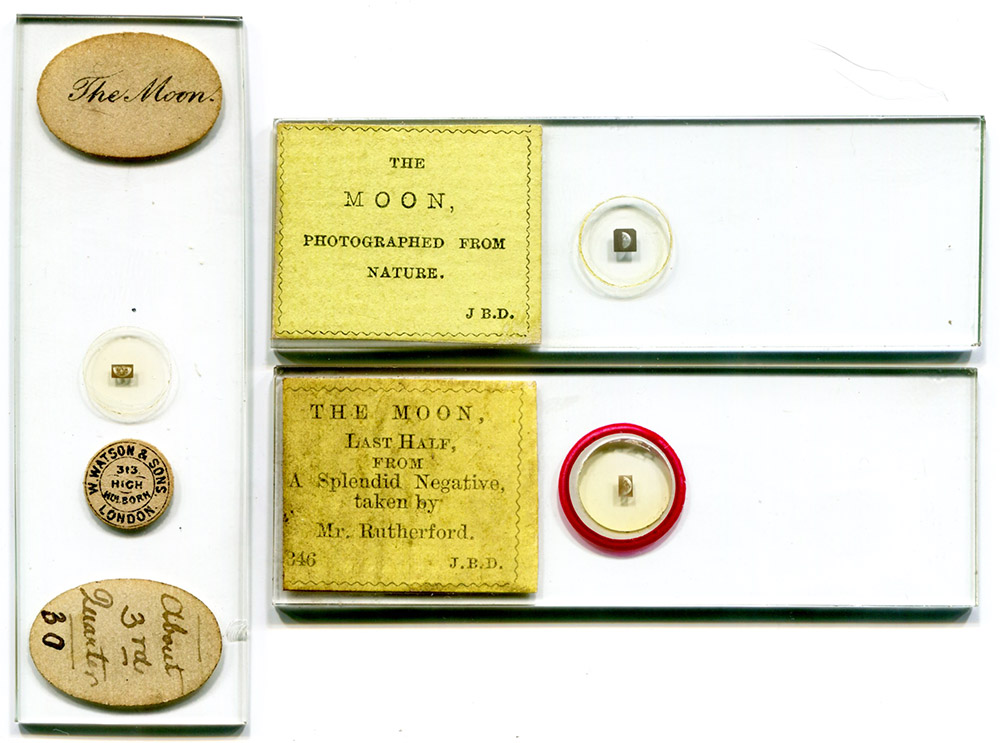 The Moon.
W. WATSON & SONS
313
HIGH
HOLBORN
LONDON.
About
3rd
Quarter
30
THE
MOON,
PHOTOGRAPHED FROM
NATURE.
J B.D.
THE MOON,
LAST HALF,
FROM
A Splendid Negative,
taken by
Mr. Rutherford.
346
J.B.D.